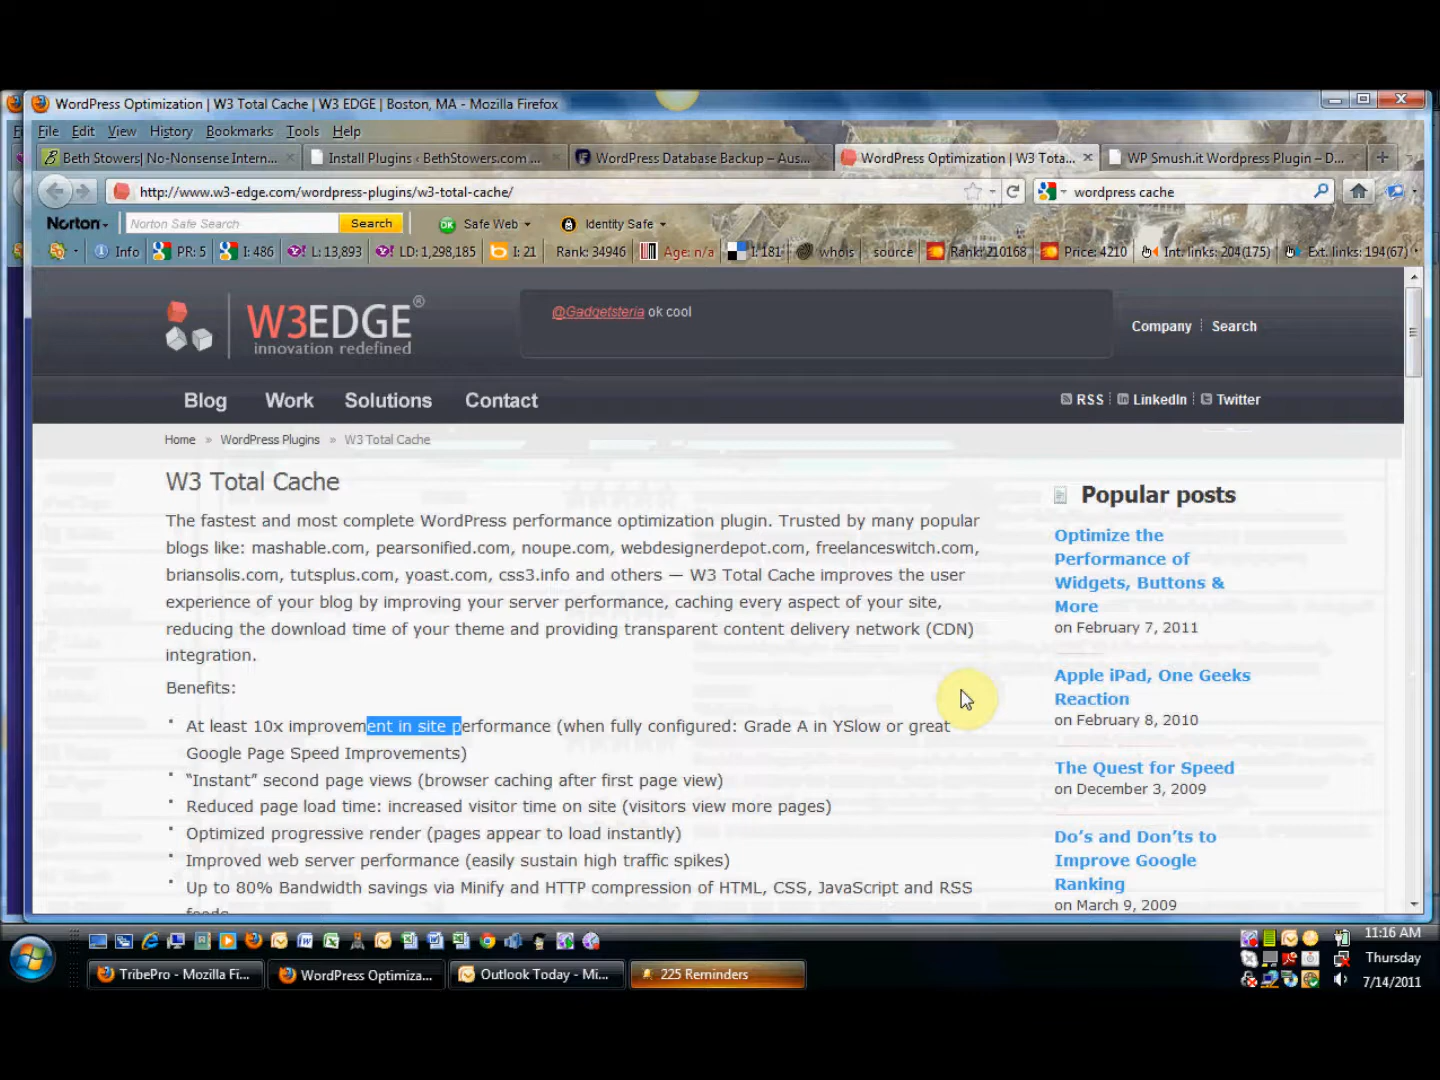 WordPress Optimization | W3 Total Cache | W3 EDGE | Boston, MA - Mozilla Firefox
File Edit View History Bookmarks Tools Help
Beth Stowers| No-Nonsense Intern... Install Plugins ‹ BethStowers.com ... WordPress Database Backup – Aus... WordPress Optimization | W3 Tota... WP Smush.it Wordpress Plugin – D...
http://www.w3-edge.com/wordpress-plugins/w3-total-cache/ wordpress cache
Norton Norton Safe Search Search OK Safe Web Identity Safe
Info PR: 5 I: 486 L: 13,893 LD: 1,298,185 I: 21 Rank: 34946 Age: n/a I: 181 whois source Rank: 210168 Price: 4210 Int. links: 204(175) Ext. links: 194(67)
W3EDGE®
innovation redefined
@Gadgetsteria ok cool
Company Search
Blog Work Solutions Contact
RSS LinkedIn Twitter
Home » WordPress Plugins » W3 Total Cache
W3 Total Cache
The fastest and most complete WordPress performance optimization plugin. Trusted by many popular
blogs like: mashable.com, pearsonified.com, noupe.com, webdesignerdepot.com, freelanceswitch.com,
briansolis.com, tutsplus.com, yoast.com, css3.info and others — W3 Total Cache improves the user
experience of your blog by improving your server performance, caching every aspect of your site,
reducing the download time of your theme and providing transparent content delivery network (CDN)
integration.
Benefits:
At least 10x improvement in site performance (when fully configured: Grade A in YSlow or great
Google Page Speed Improvements)
“Instant” second page views (browser caching after first page view)
Reduced page load time: increased visitor time on site (visitors view more pages)
Optimized progressive render (pages appear to load instantly)
Improved web server performance (easily sustain high traffic spikes)
Up to 80% Bandwidth savings via Minify and HTTP compression of HTML, CSS, JavaScript and RSS
feeds
Popular posts
Optimize the
Performance of
Widgets, Buttons &
More
on February 7, 2011
Apple iPad, One Geeks
Reaction
on February 8, 2010
The Quest for Speed
on December 3, 2009
Do’s and Don’ts to
Improve Google
Ranking
on March 9, 2009
TribePro - Mozilla Fi... WordPress Optimiza... Outlook Today - Mi... 225 Reminders
11:16 AM
Thursday
7/14/2011